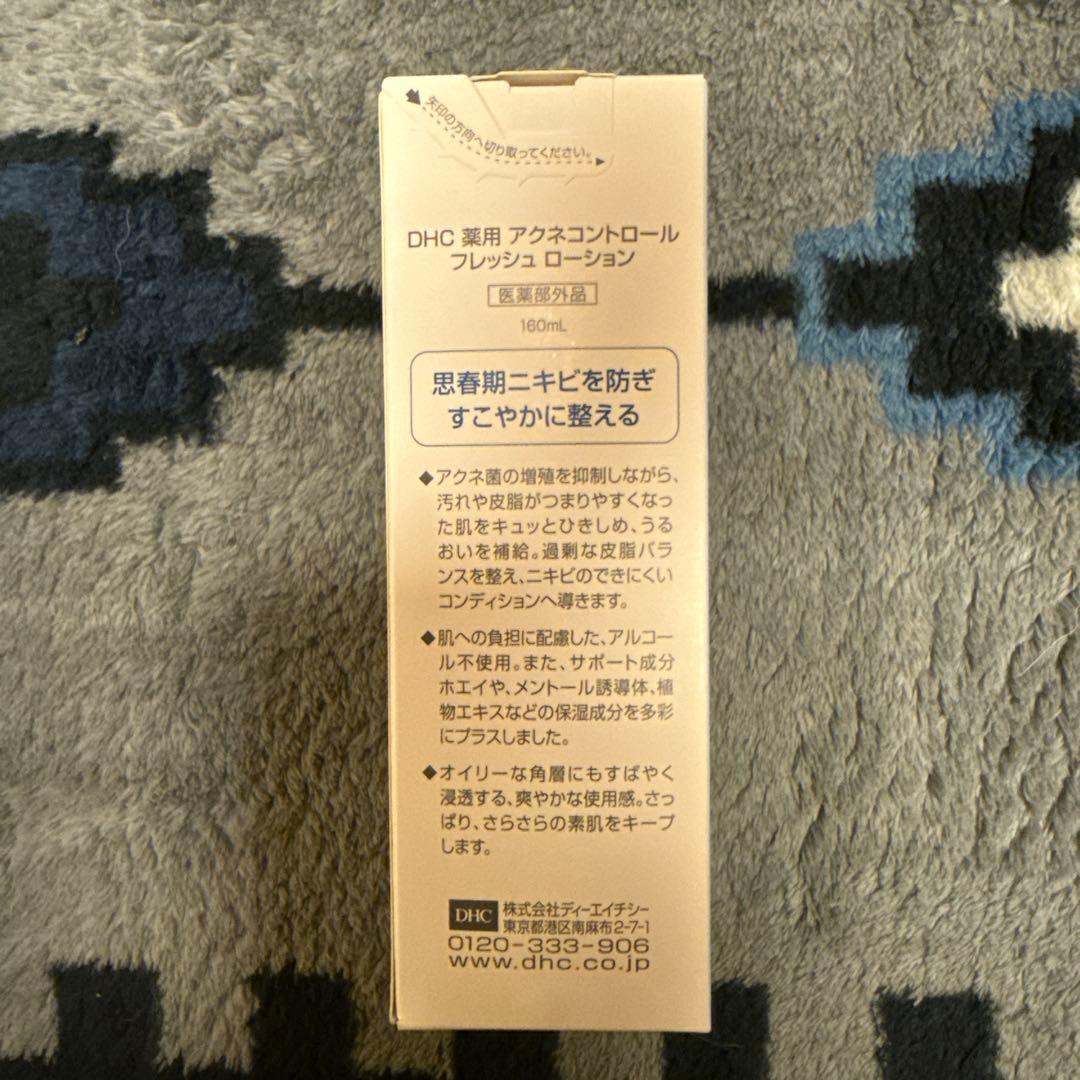 矢印の方向へ切り取ってください。
DHC 薬用 アクネコントロール
フレッシュ ローション
医薬部外品
160mL
思春期ニキビを防ぎ
すこやかに整える
◆アクネ菌の増殖を抑制しながら、
汚れや皮脂がつまりやすくなっ
た肌をキュッとひきしめ、うる
おいを補給。過剰な皮脂バラ
ンスを整え、ニキビのできにくい
コンディションへ導きます。
◆肌への負担に配慮した、アルコー
ル不使用。また、サポート成分
ホエイや、メントール誘導体、植
物エキスなどの保湿成分を多彩
にプラスしました。
◆オイリーな角層にもすばやく
浸透する、爽やかな使用感。さっ
ぱり、さらさらの素肌をキープ
します。
DHC 株式会社ディーエイチシー
東京都港区南麻布2-7-1
0120-333-906
www.dhc.co.jp